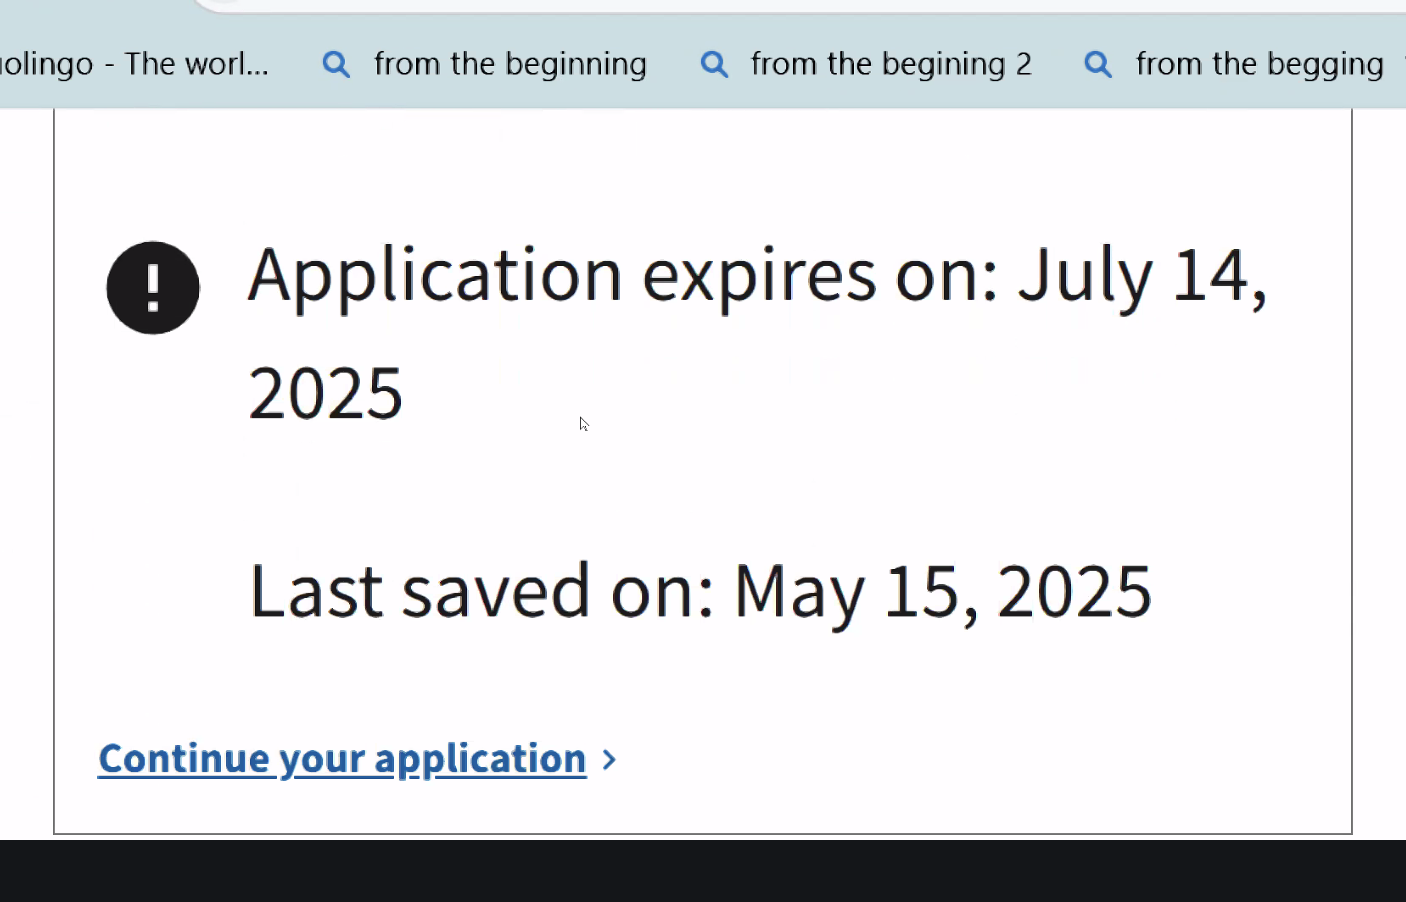 uolingo - The worl...
from the beginning
from the begining 2
from the begging
Application expires on: July 14,
2025
Last saved on: May 15, 2025
Continue your application